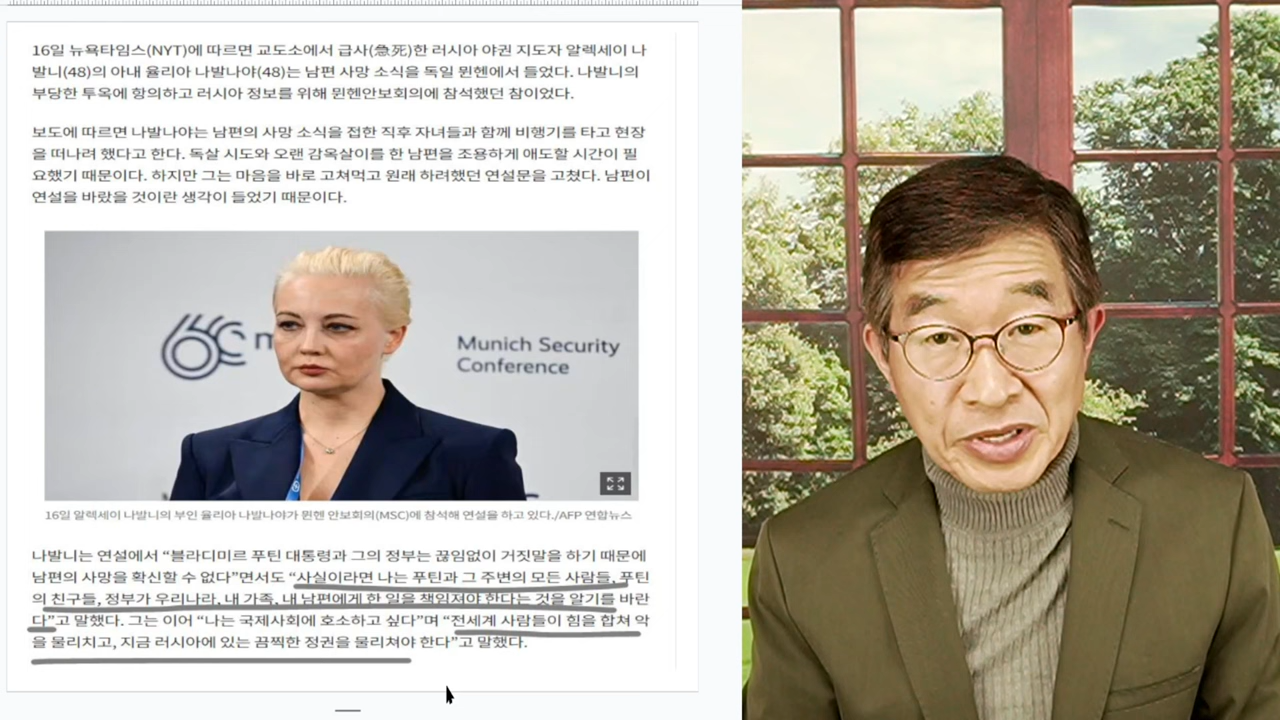 16일 뉴욕타임스(NYT)에 따르면 교도소에서 급사(急死)한 러시아 야권 지도자 알렉세이 나
발니(48)의 아내 율리아 나발나야(48)는 남편 사망 소식을 독일 뮌헨에서 들었다. 나발니의
부당한 투옥에 항의하고 러시아 정보를 위해 뮌헨안보회의에 참석했던 참이었다.
보도에 따르면 나발나야는 남편의 사망 소식을 접한 직후 자녀들과 함께 비행기를 타고 현장
을 떠나려 했다고 한다. 독살 시도와 오랜 감옥살이를 한 남편을 조용하게 애도할 시간이 필
요했기 때문이다. 하지만 그는 마음을 바로 고쳐먹고 원래 하려했던 연설문을 고쳤다. 남편이
연설을 바랐을 것이란 생각이 들었기 때문이다.
Munich Security
Conference
16일 알렉세이 나발니의 부인 율리아 나발나야가 뮌헨 안보회의(MSC)에 참석해 연설을 하고 있다./AFP 연합뉴스
나발니는 연설에서 “블라디미르 푸틴 대통령과 그의 정부는 끊임없이 거짓말을 하기 때문에
남편의 사망을 확신할 수 없다”면서도 “사실이라면 나는 푸틴과 그 주변의 모든 사람들, 푸틴
의 친구들, 정부가 우리나라, 내 가족, 내 남편에게 한 일을 책임져야 한다는 것을 알기를 바란
다”고 말했다. 그는 이어 “나는 국제사회에 호소하고 싶다”며 “전세계 사람들이 힘을 합쳐 악
을 물리치고, 지금 러시아에 있는 끔찍한 정권을 물리쳐야 한다”고 말했다.